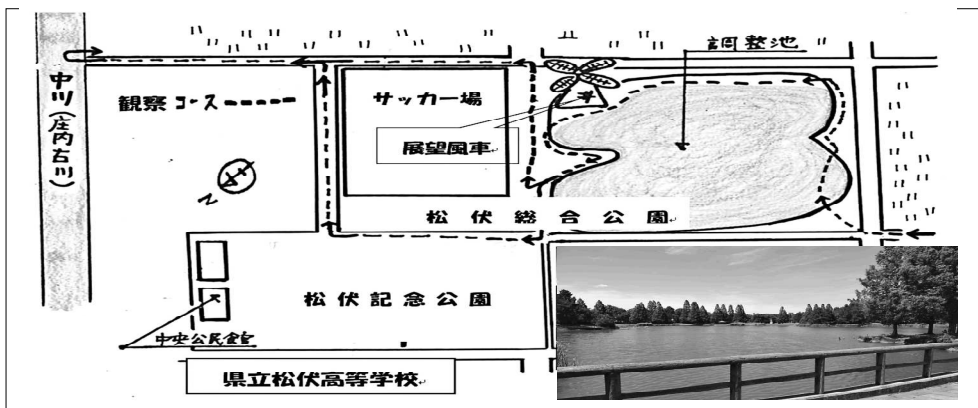 調整池
中川(庄内古川)
観察コース
サッカー場
展望風車
N
松伏総合公園
松伏記念公園
中央公民館
県立松伏高等学校